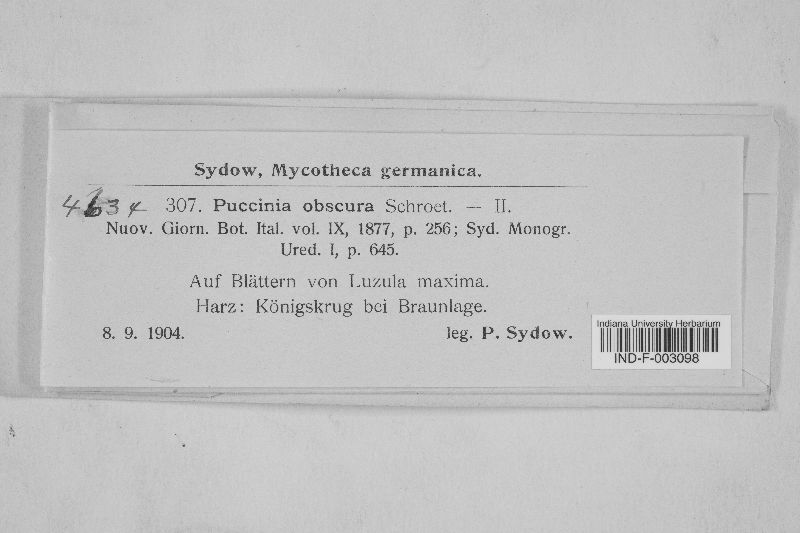 Sydow, Mycotheca germanica.
4634 307. Puccinia obscura Schroet. — II.
Nuov. Giorn. Bot. Ital. vol. IX, 1877, p. 256; Syd. Monogr.
Ured. I, p. 645.
Auf Blättern von Luzula maxima.
Harz: Königskrug bei Braunlage.
8. 9. 1904. leg. P. Sydow.
Indiana University Herbarium
IND-F-003098